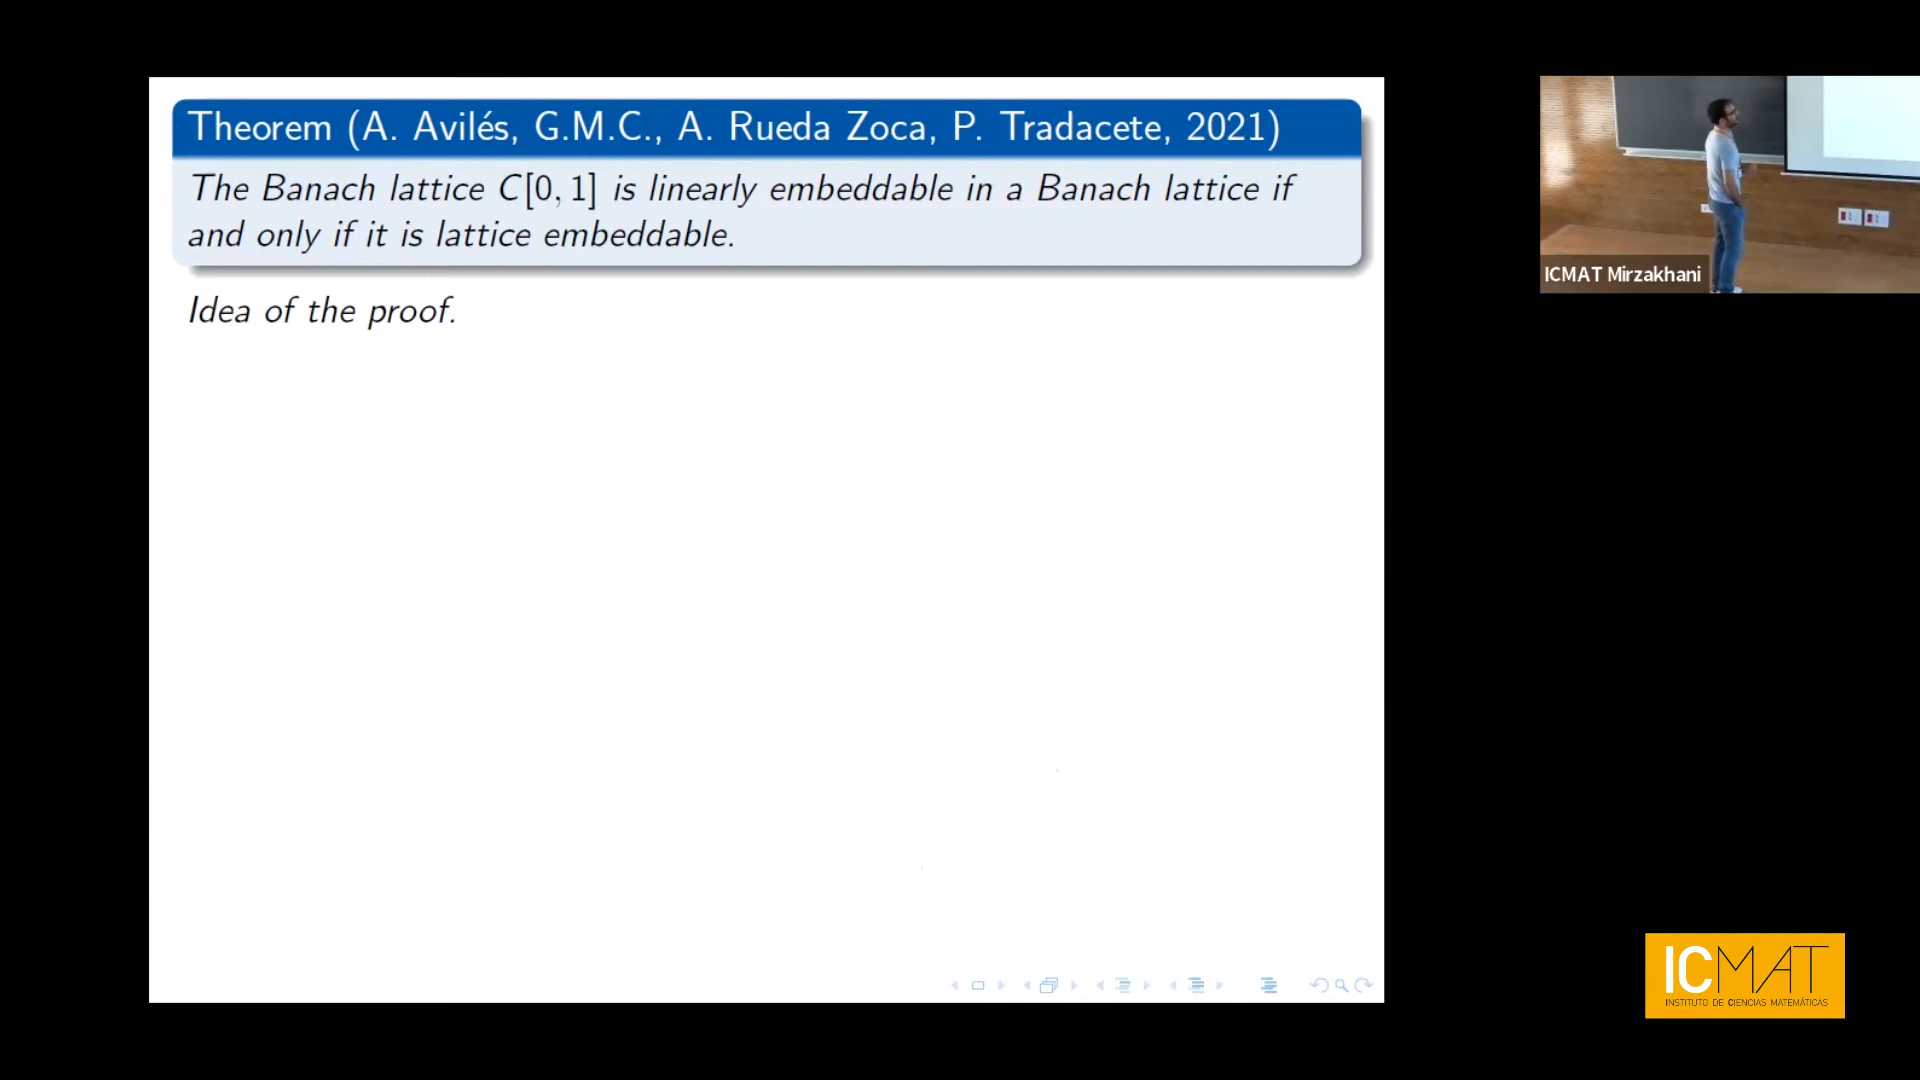 Theorem (A. Avilés, G.M.C., A. Rueda Zoca, P. Tradacete, 2021)
The Banach lattice C[0, 1] is linearly embeddable in a Banach lattice if
and only if it is lattice embeddable.
Idea of the proof.
ICMAT Mirzakhani
ICMAT
INSTITUTO DE CIENCIAS MATEMÁTICAS